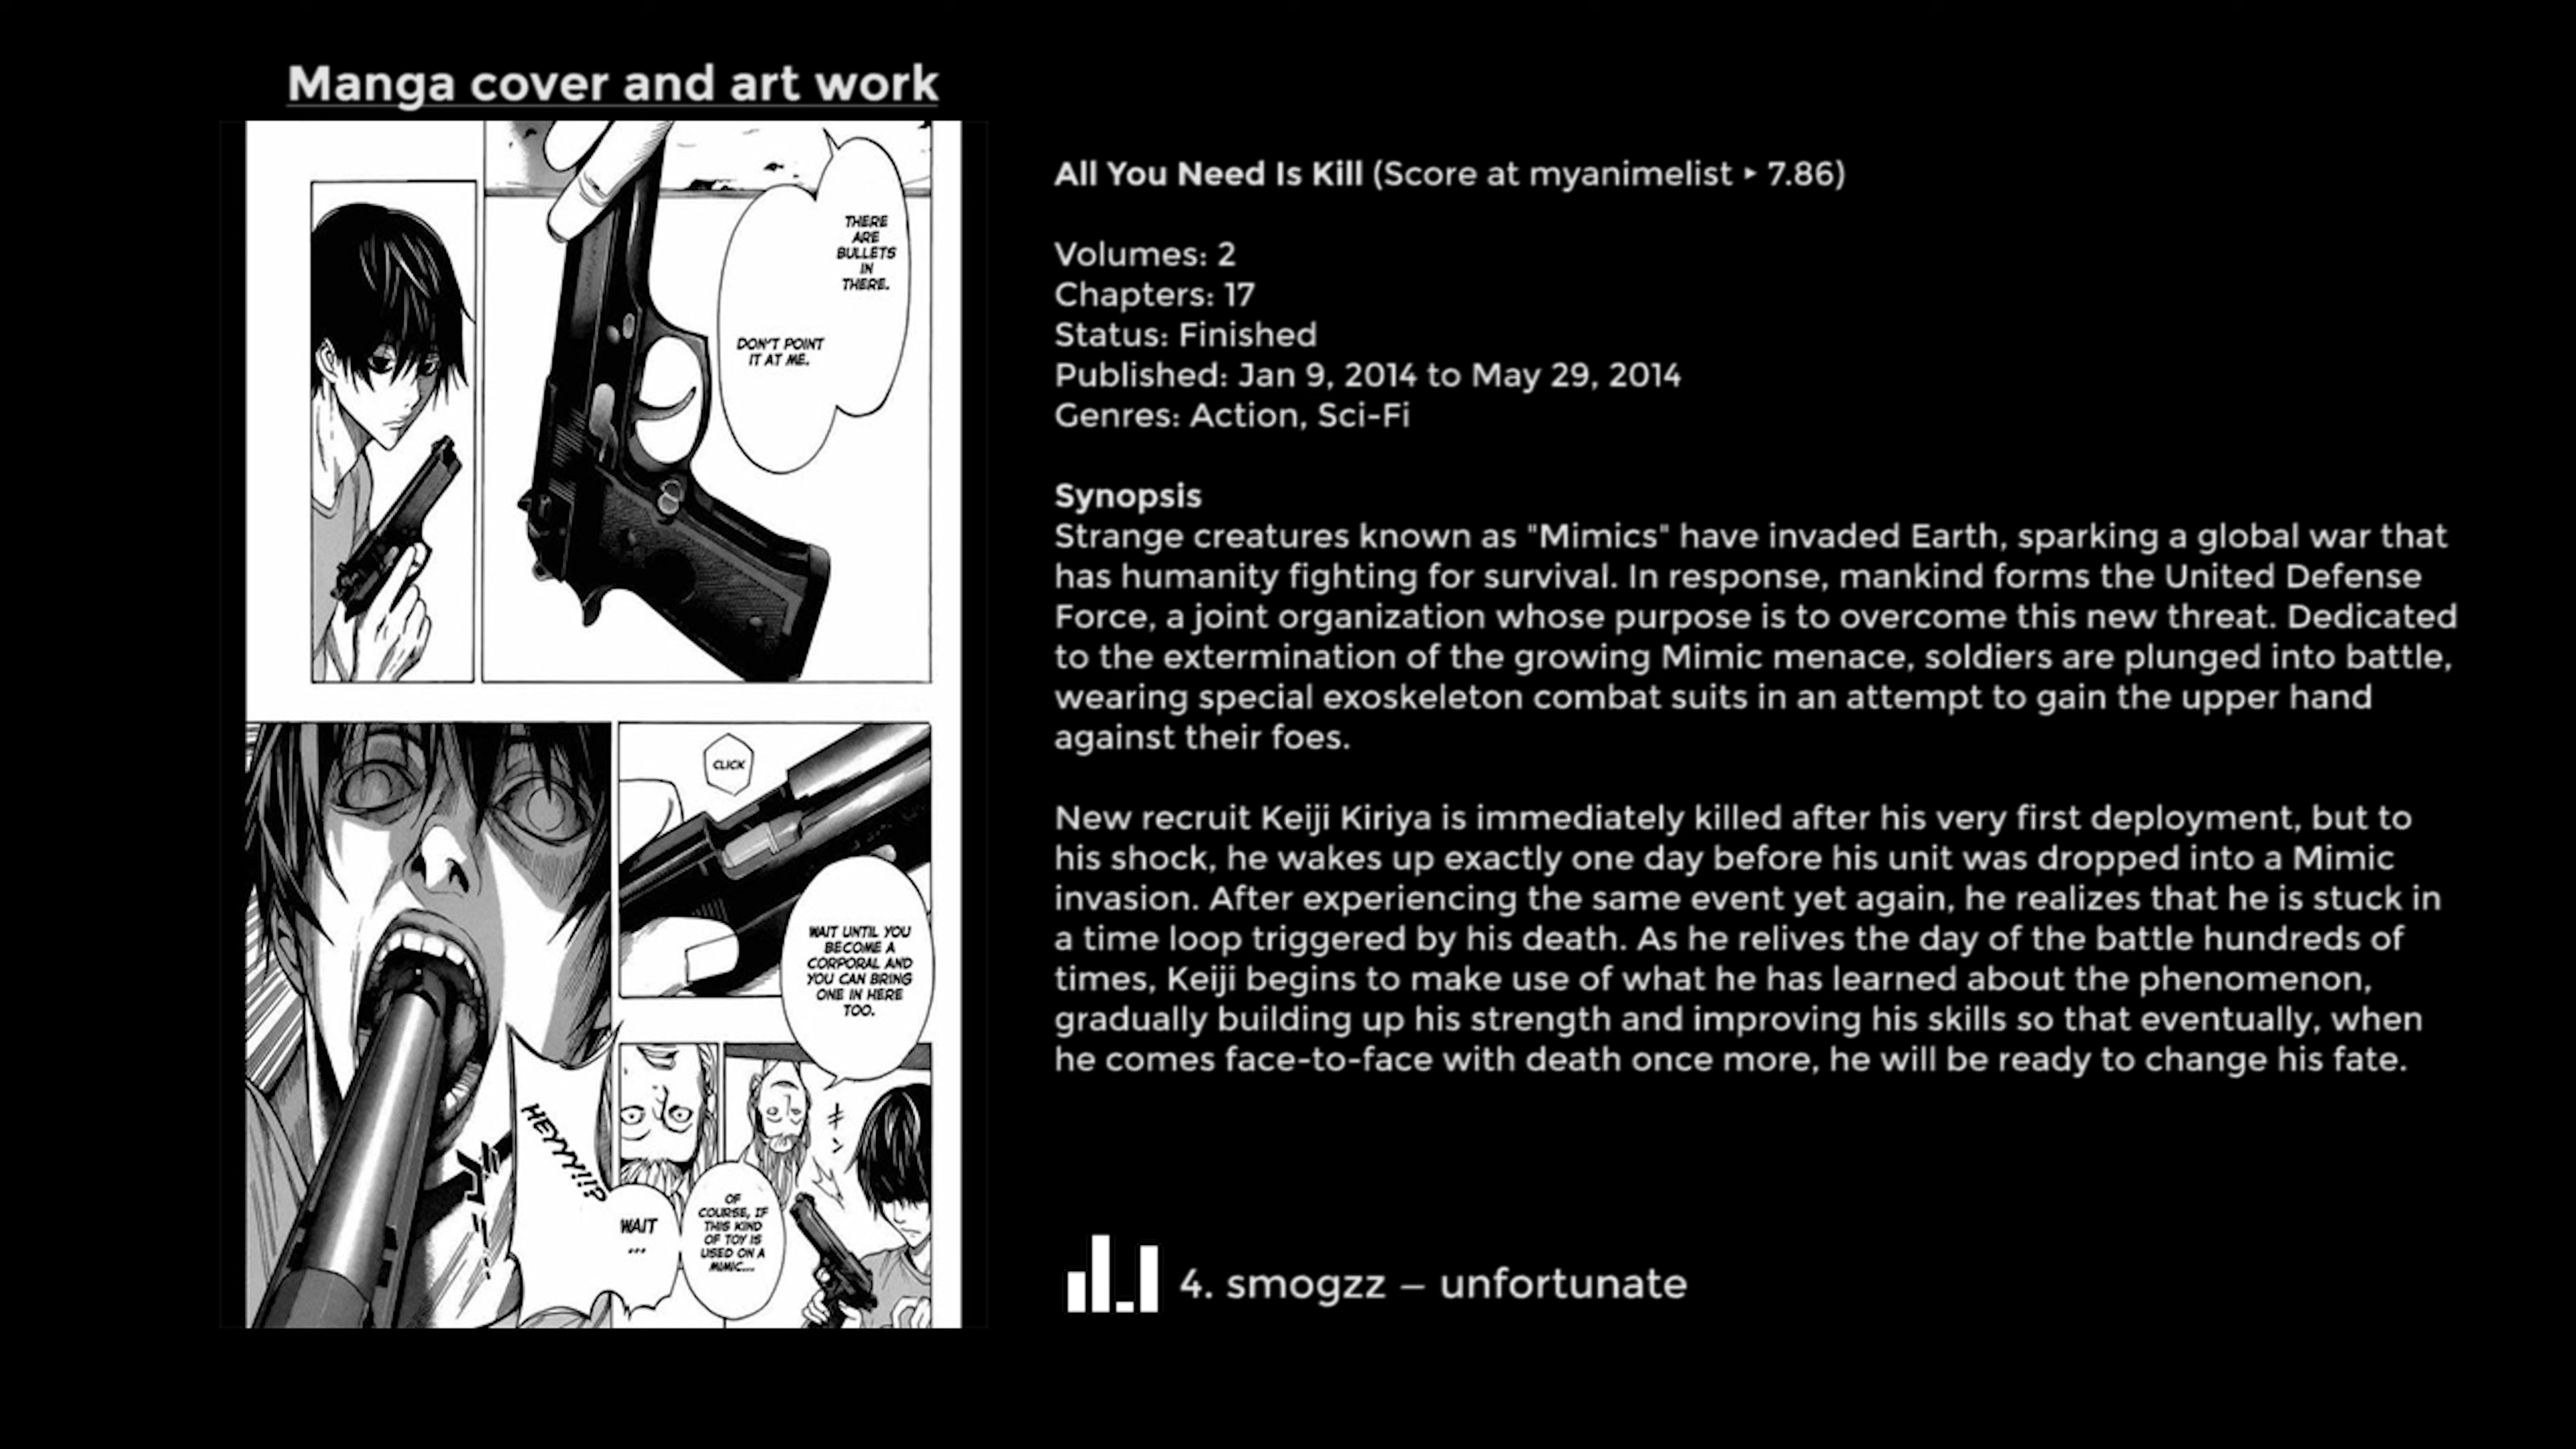 Manga cover and art work
THERE
ARE
BULLETS
IN
THERE.
DON'T POINT
IT AT ME.
CLICK
WAIT UNTIL YOU
BECOME A
CORPORAL AND
YOU CAN BRING
ONE IN HERE
TOO.
OF
COURSE, IF
THIS KIND
OF TOY IS
USED ON A
MIMIC...
WAIT
...
HEYYY!!?
All You Need Is Kill (Score at myanimelist ▸ 7.86)
Volumes: 2
Chapters: 17
Status: Finished
Published: Jan 9, 2014 to May 29, 2014
Genres: Action, Sci-Fi
Synopsis
Strange creatures known as "Mimics" have invaded Earth, sparking a global war that
has humanity fighting for survival. In response, mankind forms the United Defense
Force, a joint organization whose purpose is to overcome this new threat. Dedicated
to the extermination of the growing Mimic menace, soldiers are plunged into battle,
wearing special exoskeleton combat suits in an attempt to gain the upper hand
against their foes.
New recruit Keiji Kiriya is immediately killed after his very first deployment, but to
his shock, he wakes up exactly one day before his unit was dropped into a Mimic
invasion. After experiencing the same event yet again, he realizes that he is stuck in
a time loop triggered by his death. As he relives the day of the battle hundreds of
times, Keiji begins to make use of what he has learned about the phenomenon,
gradually building up his strength and improving his skills so that eventually, when
he comes face-to-face with death once more, he will be ready to change his fate.
4. smogzz – unfortunate